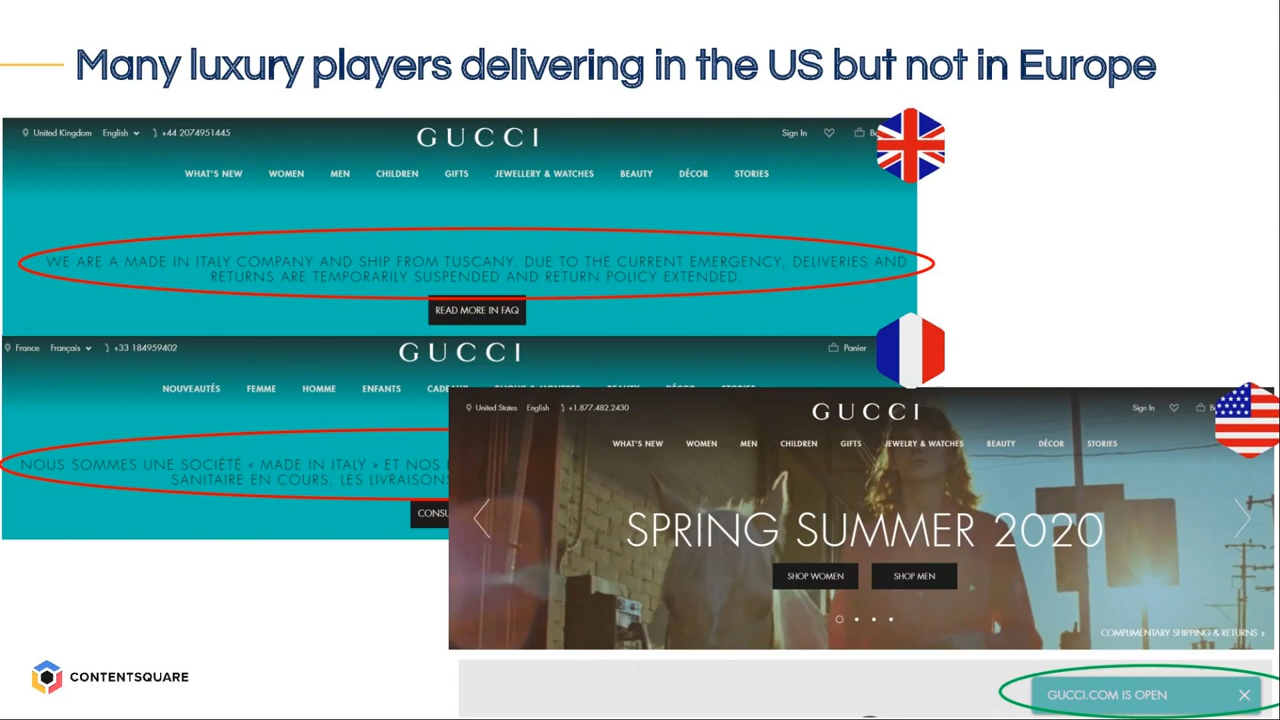 Many luxury players delivering in the US but not in Europe
United Kingdom English +44 2074951445
GUCCI
Sign In
WHAT'S NEW WOMEN MEN CHILDREN GIFTS JEWELLERY & WATCHES BEAUTY DÉCOR STORIES
WE ARE A MADE IN ITALY COMPANY AND SHIP FROM TUSCANY. DUE TO THE CURRENT EMERGENCY, DELIVERIES AND
RETURNS ARE TEMPORARILY SUSPENDED AND RETURN POLICY EXTENDED.
READ MORE IN FAQ
France Français +33 184959402
GUCCI
Panier
NOUVEAUTÉS FEMME HOMME ENFANTS
NOUS SOMMES UNE SOCIÉTÉ « MADE IN ITALY » ET NOS
SANITAIRE EN COURS, LES LIVRAISONS
United States English +1.877.482.2430
GUCCI
Sign In
WHAT'S NEW WOMEN MEN CHILDREN GIFTS JEWELRY & WATCHES BEAUTY DÉCOR STORIES
SPRING SUMMER 2020
SHOP WOMEN SHOP MEN
COMPLIMENTARY SHIPPING & RETURNS >
GUCCI.COM IS OPEN
CONTENTSQUARE